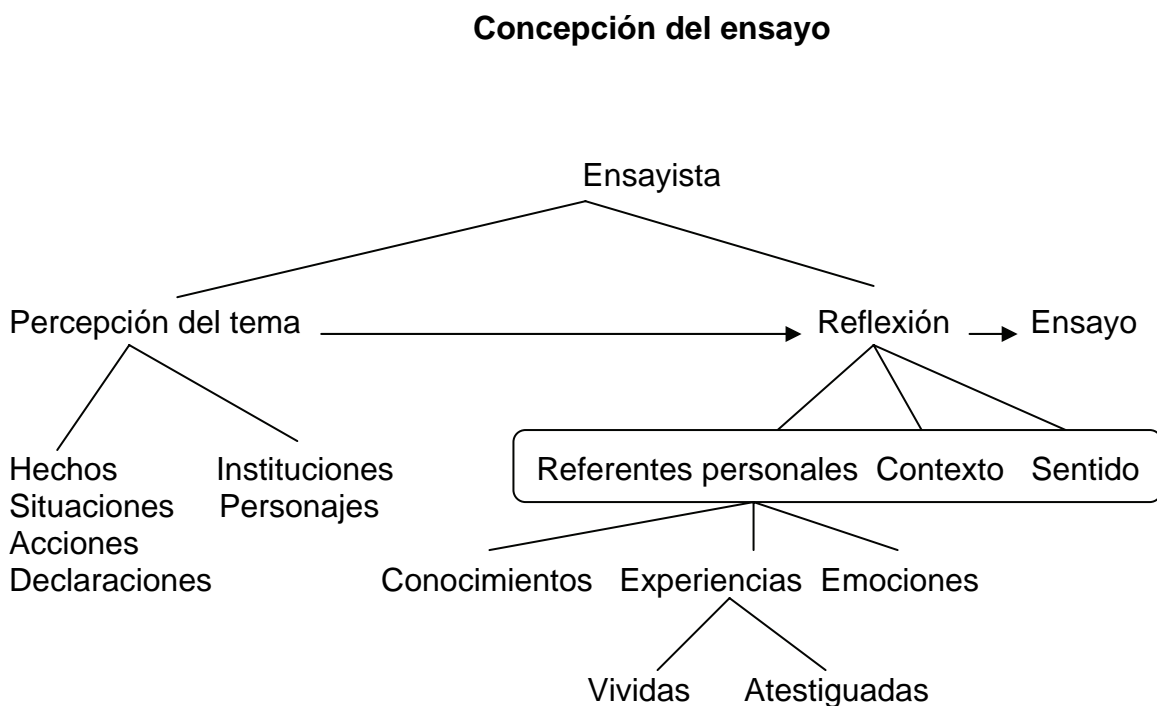 Concepción del ensayo
Ensayista
Percepción del tema Reflexión Ensayo
Hechos Instituciones
Situaciones Personajes
Acciones
Declaraciones
Referentes personales Contexto Sentido
Conocimientos Experiencias Emociones
Vividas Atestiguadas